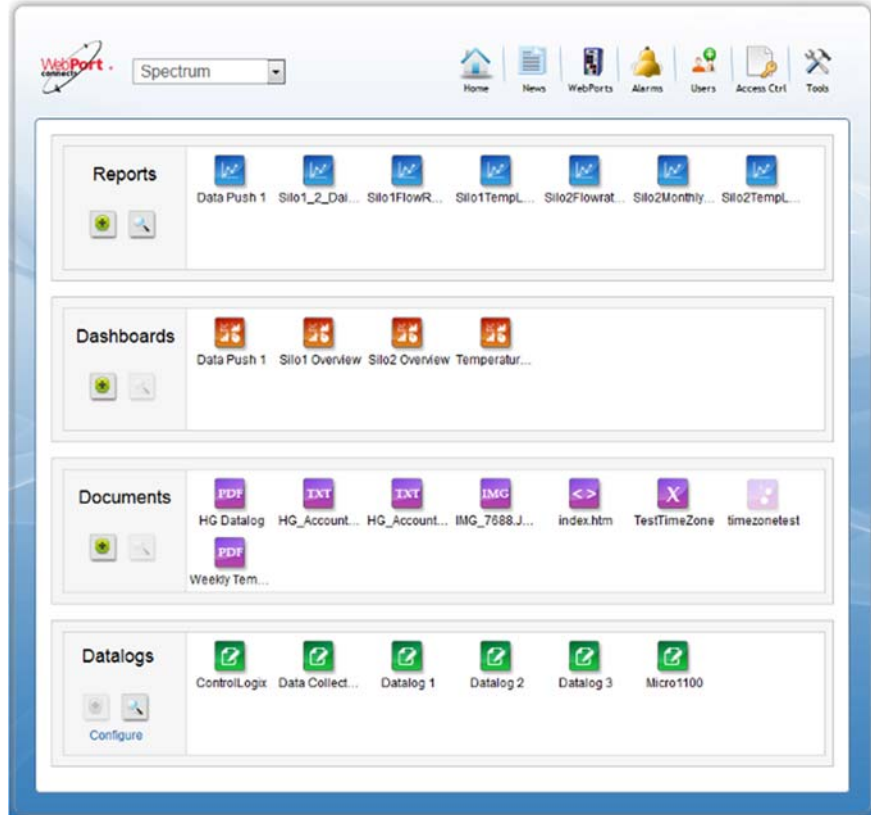 WebPort.
connects
Spectrum
Home News WebPorts Alarms Users Access Ctrl Tools
Reports
Data Push 1 Silo1_2_Dai... Silo1FlowR... Silo1TempL... Silo2Flowrat... Silo2Monthly... Silo2TempL...
Dashboards
Data Push 1 Silo1 Overview Silo2 Overview Temperatur...
Documents
PDF TXT TXT IMG <> X
HG Datalog HG_Account... HG_Account... IMG_7688.J... index.htm TestTimeZone timezonetest
PDF
Weekly Tem...
Datalogs
ControlLogix Data Collect... Datalog 1 Datalog 2 Datalog 3 Micro1100
Configure